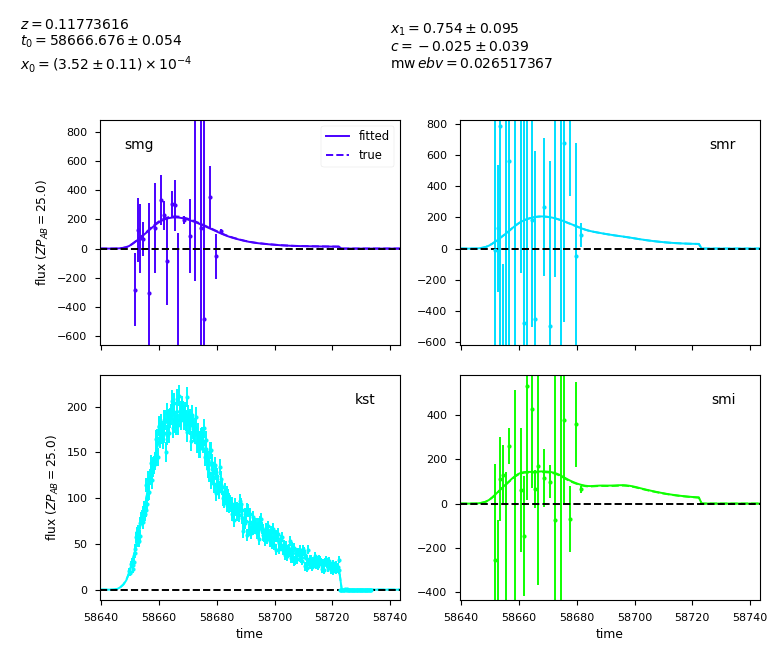 z = 0.11773616
t₀ = 58666.676 ± 0.054
x₀ = (3.52 ± 0.11) × 10⁻⁴
x₁ = 0.754 ± 0.095
c = −0.025 ± 0.039
mw ebv = 0.026517367
smg
fitted
true
800
600
400
200
0
−200
−400
−600
flux (ZP_AB = 25.0)
smr
800
600
400
200
0
−200
−400
−600
kst
200
150
100
50
0
flux (ZP_AB = 25.0)
58640 58660 58680 58700 58720 58740
time
smi
400
200
0
−200
−400
58640 58660 58680 58700 58720 58740
time